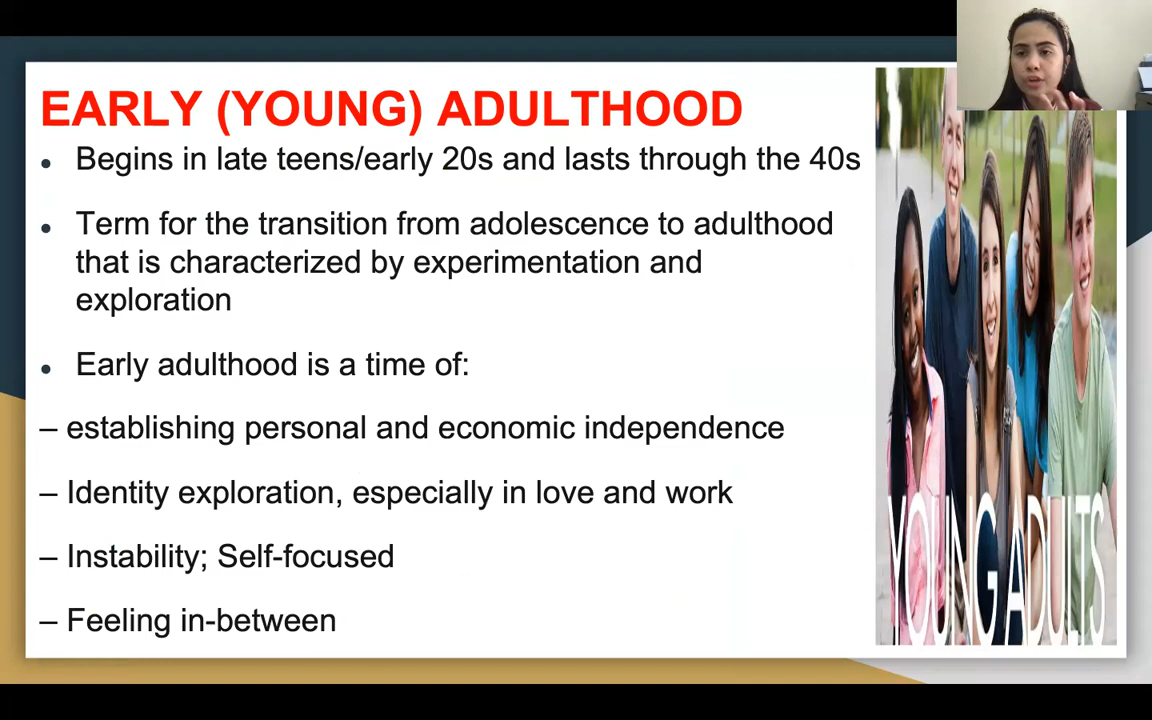 EARLY (YOUNG) ADULTHOOD
• Begins in late teens/early 20s and lasts through the 40s
• Term for the transition from adolescence to adulthood
that is characterized by experimentation and
exploration
• Early adulthood is a time of:
– establishing personal and economic independence
– Identity exploration, especially in love and work
– Instability; Self-focused
– Feeling in-between
YOUNG ADULTS